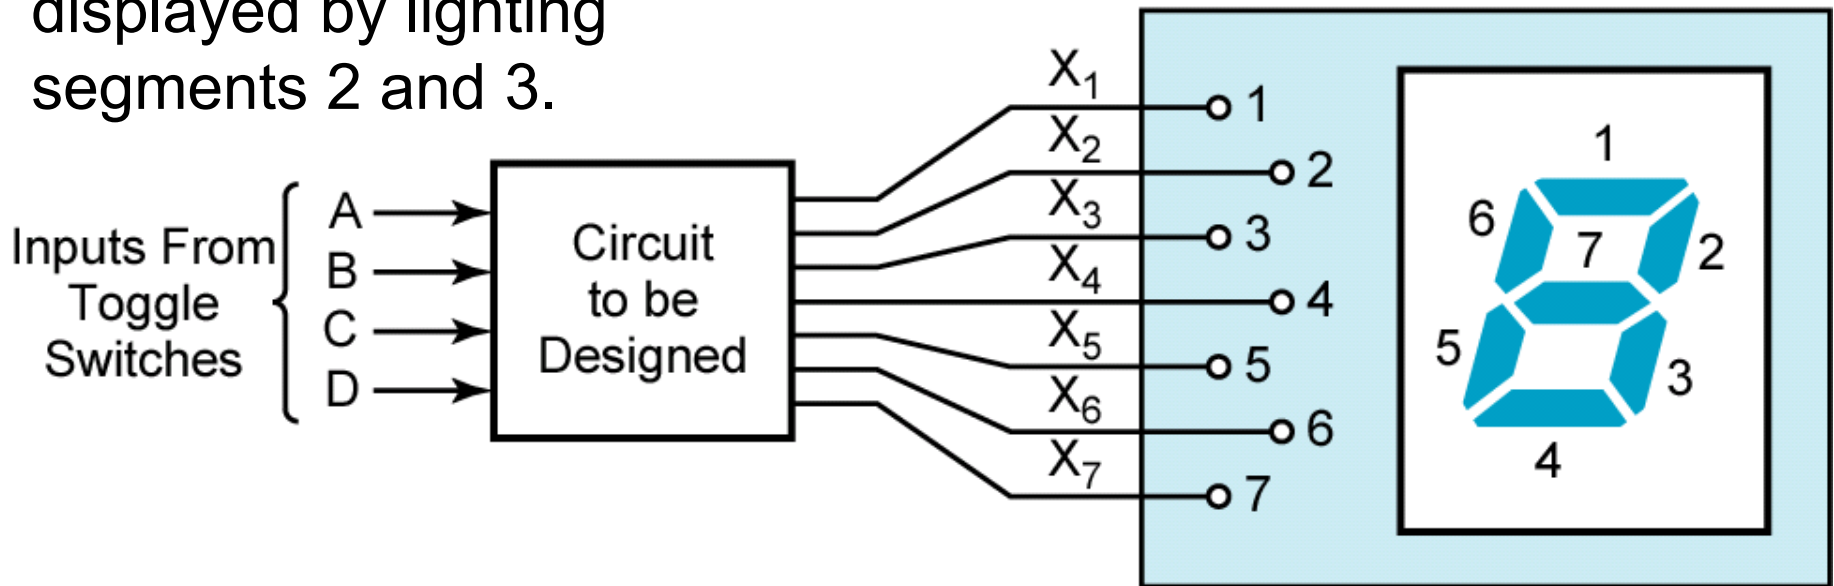 displayed by lighting
segments 2 and 3.
Inputs From
Toggle
Switches
A
B
C
D
Circuit
to be
Designed
X1
X2
X3
X4
X5
X6
X7
1
2
3
4
5
6
7
1
6
7
2
5
3
4